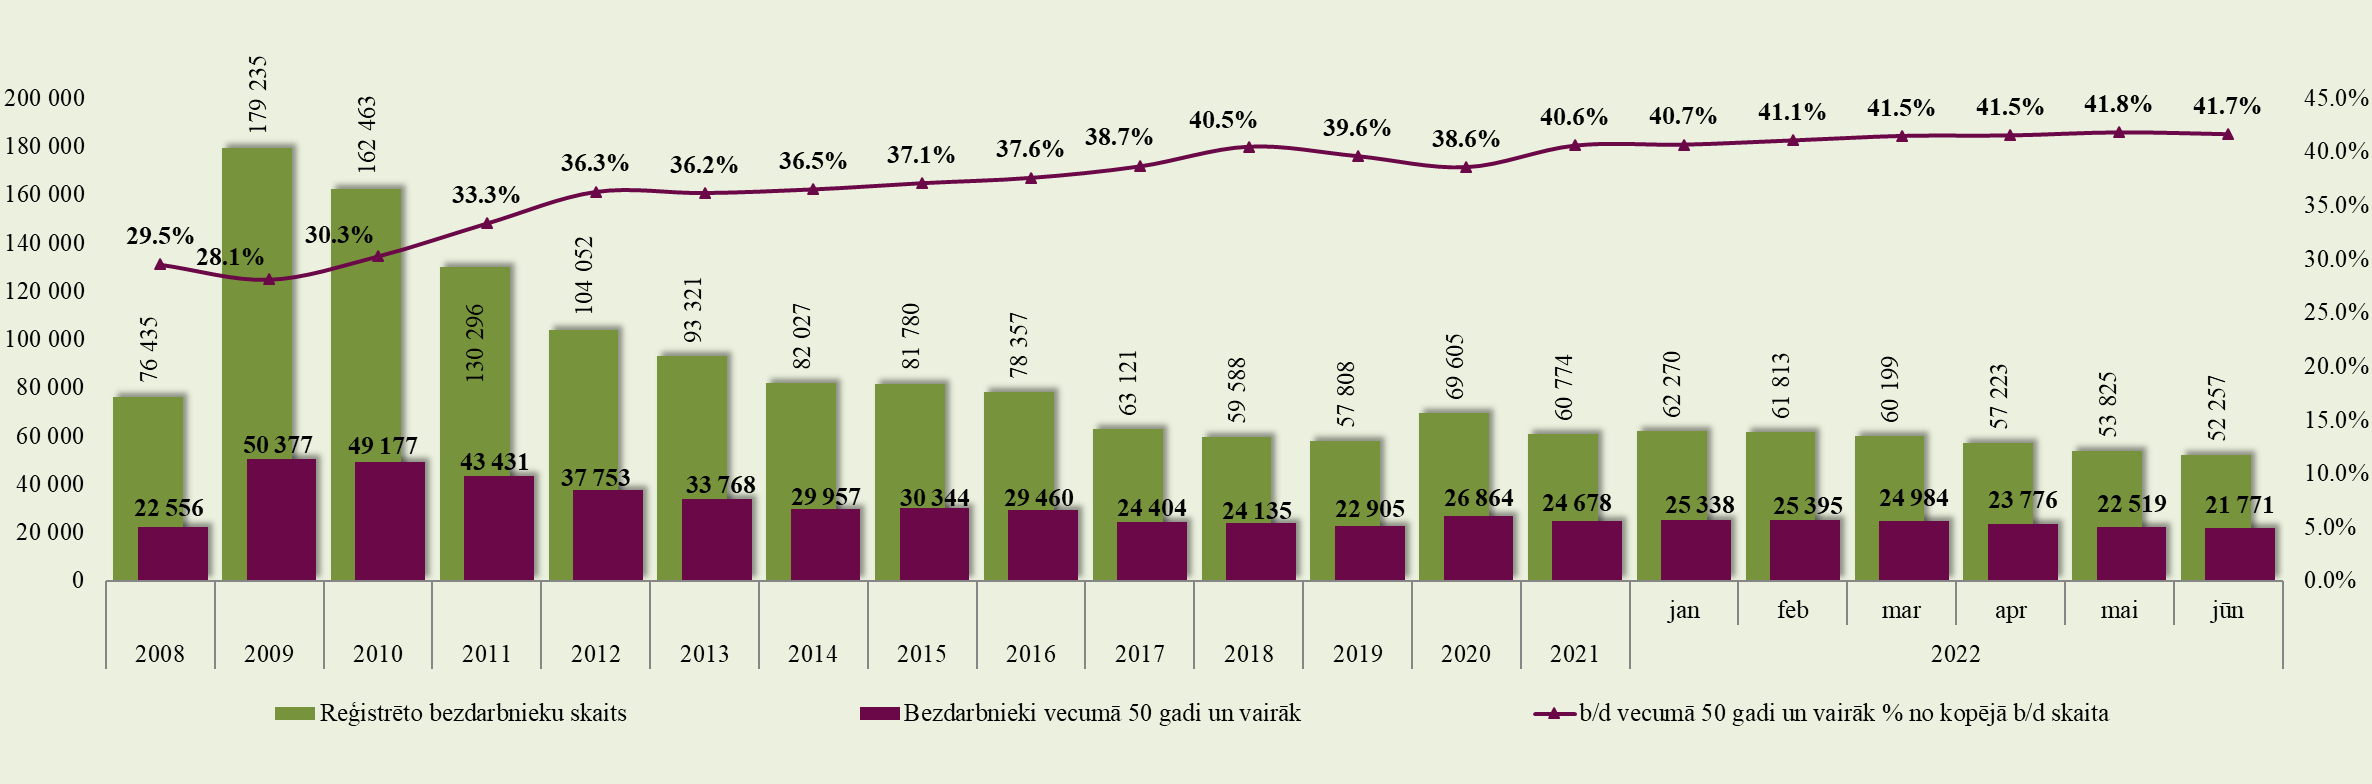 200 000
180 000
160 000
140 000
120 000
100 000
80 000
60 000
40 000
20 000
0
45.0%
40.0%
35.0%
30.0%
25.0%
20.0%
15.0%
10.0%
5.0%
0.0%
29.5% 28.1% 30.3% 33.3% 36.3% 36.2% 36.5% 37.1% 37.6% 38.7% 40.5% 39.6% 38.6% 40.6% 40.7% 41.1% 41.5% 41.5% 41.8% 41.7%
76 435 179 235 162 463 130 296 104 052 93 321 82 027 81 780 78 357 63 121 59 588 57 808 69 605 60 774 62 270 61 813 60 199 57 223 53 825 52 257
22 556 50 377 49 177 43 431 37 753 33 768 29 957 30 344 29 460 24 404 24 135 22 905 26 864 24 678 25 338 25 395 24 984 23 776 22 519 21 771
jan feb mar apr mai jūn
2008 2009 2010 2011 2012 2013 2014 2015 2016 2017 2018 2019 2020 2021 2022
Reģistrēto bezdarbnieku skaits
Bezdarbnieki vecumā 50 gadi un vairāk
b/d vecumā 50 gadi un vairāk % no kopējā b/d skaita